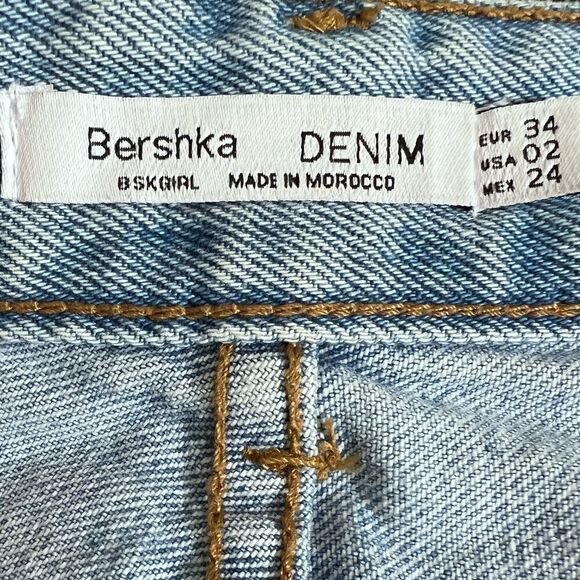 Bershka DENIM
BSKGIRL MADE IN MOROCCO
EUR 34
USA 02
MEX 24